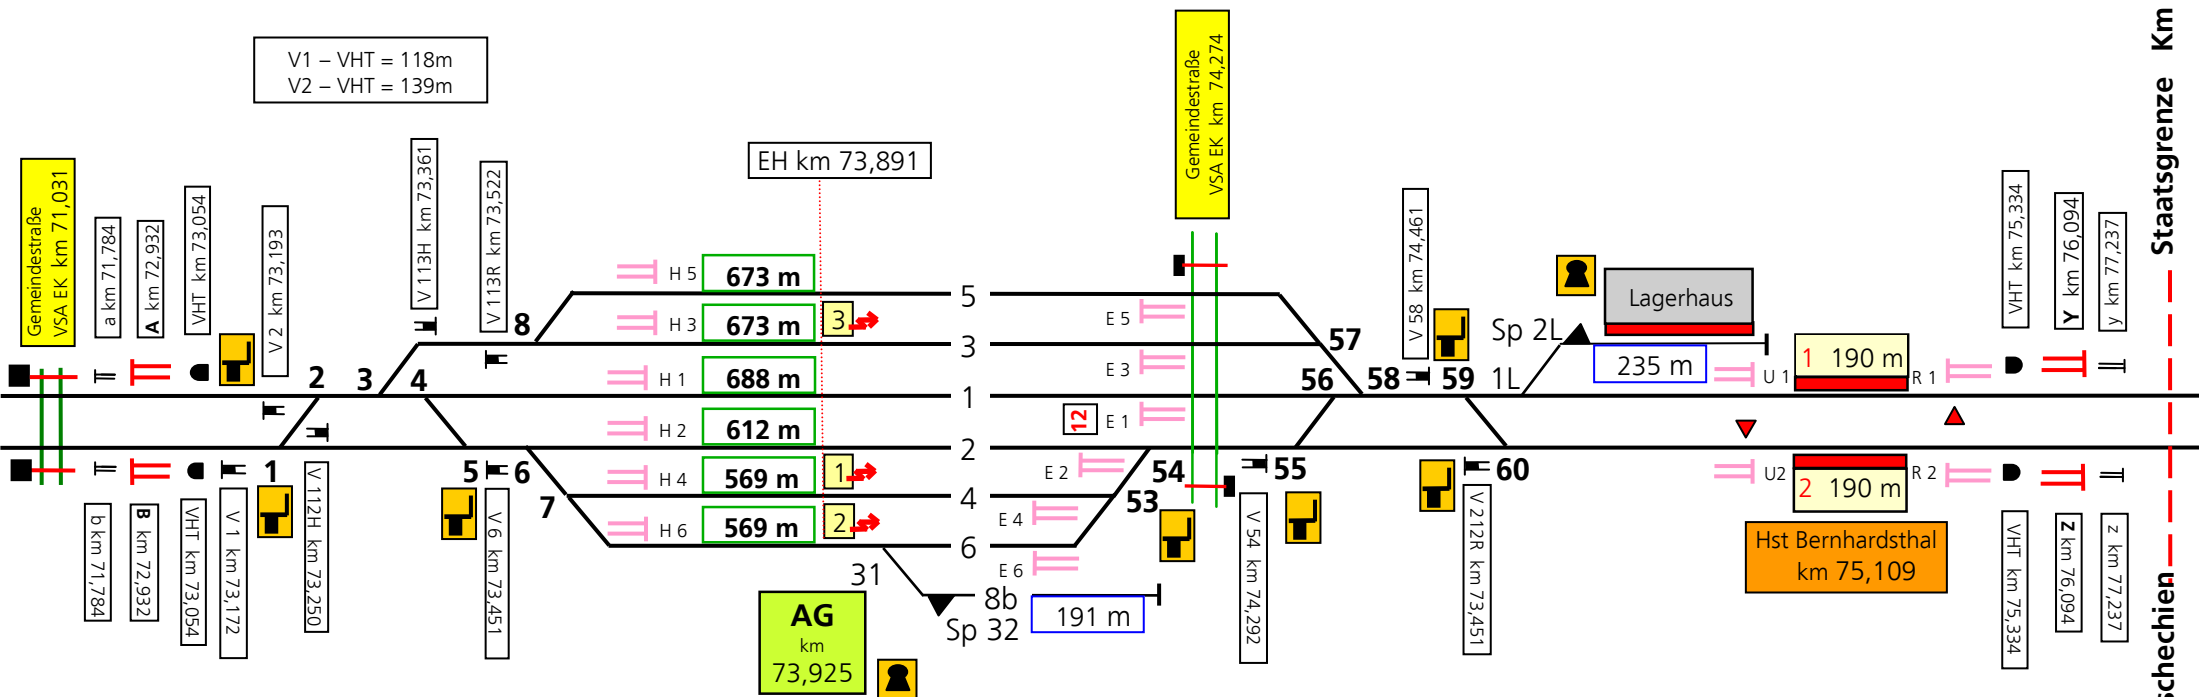 V1 – VHT = 118m
V2 – VHT = 139m
Gemeindestraße
VSA EK km 71,031
a km 71,784
A km 72,932
VHT km 73,054
V 2 km 73,193
V 113H km 73,361
V 113R km 73,522
EH km 73,891
Gemeindestraße
VSA EK km 74,274
V 58 km 74,461
Lagerhaus
Sp 2L
235 m
1L
VHT km 75,334
Y km 76,094
y km 77,237
Staatsgrenze Km
schechien
2
3
4
8
H 5
673 m
5
E 5
H 3
673 m
3
3
E 3
57
H 1
688 m
1
12
E 1
56
58
59
U 1
1 190 m
R 1
H 2
612 m
2
E 2
54
55
60
1
5
6
7
H 4
569 m
1
4
E 4
53
H 6
569 m
2
6
E 6
U2
2 190 m
R 2
Hst Bernhardsthal
km 75,109
31
8b
Sp 32
191 m
AG
km
73,925
b km 71,784
B km 72,932
VHT km 73,054
V 1 km 73,172
V 112H km 73,250
V 6 km 73,451
V 54 km 74,292
V 212R km 73,451
VHT km 75,334
Z km 76,094
z km 77,237